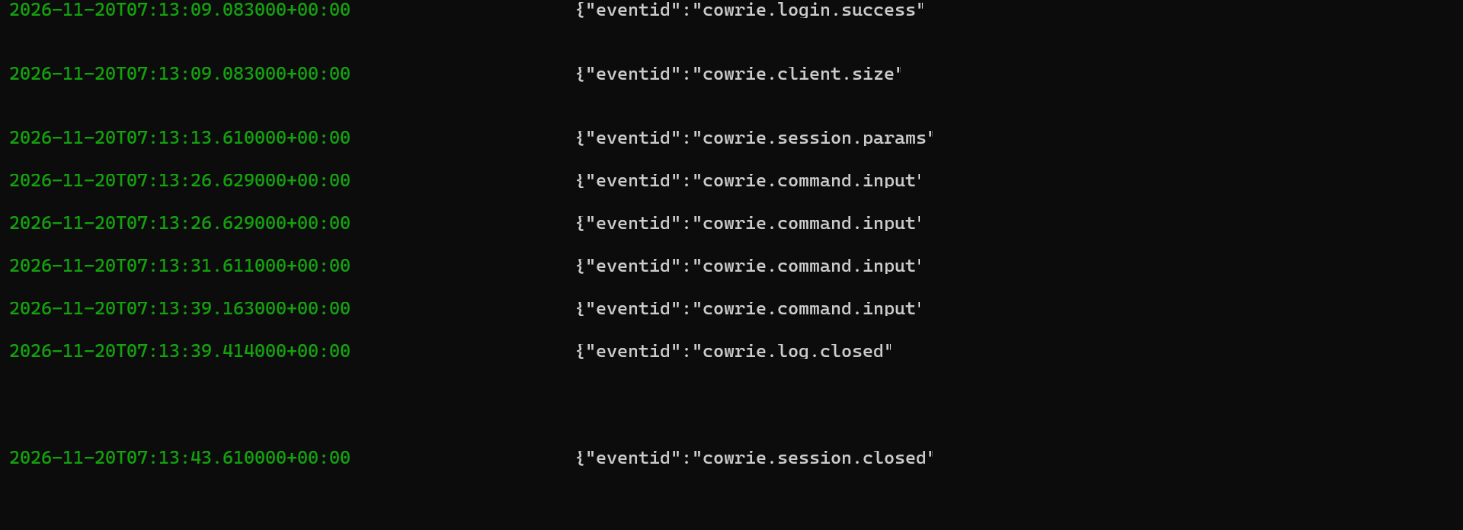 2026-11-20T07:13:09.083000+00:00 {"eventid":"cowrie.login.success"
2026-11-20T07:13:09.083000+00:00 {"eventid":"cowrie.client.size"
2026-11-20T07:13:13.610000+00:00 {"eventid":"cowrie.session.params"
2026-11-20T07:13:26.629000+00:00 {"eventid":"cowrie.command.input"
2026-11-20T07:13:26.629000+00:00 {"eventid":"cowrie.command.input"
2026-11-20T07:13:31.611000+00:00 {"eventid":"cowrie.command.input"
2026-11-20T07:13:39.163000+00:00 {"eventid":"cowrie.command.input"
2026-11-20T07:13:39.414000+00:00 {"eventid":"cowrie.log.closed"
2026-11-20T07:13:43.610000+00:00 {"eventid":"cowrie.session.closed"